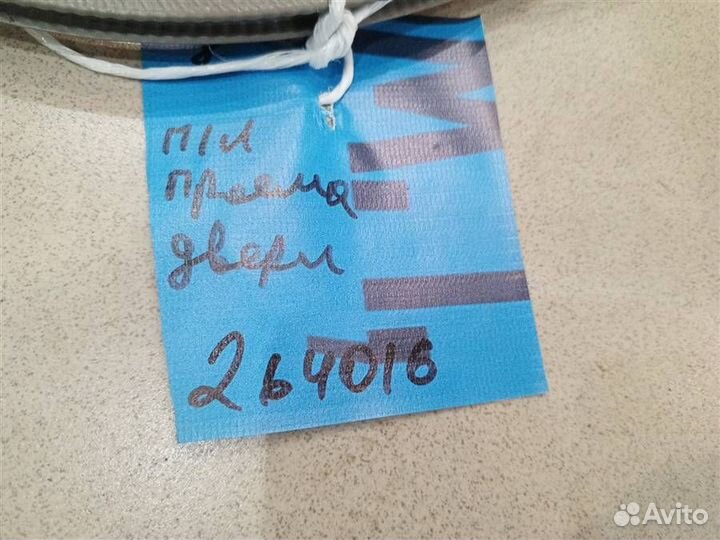 п/л
проема
двери
264016
Avito